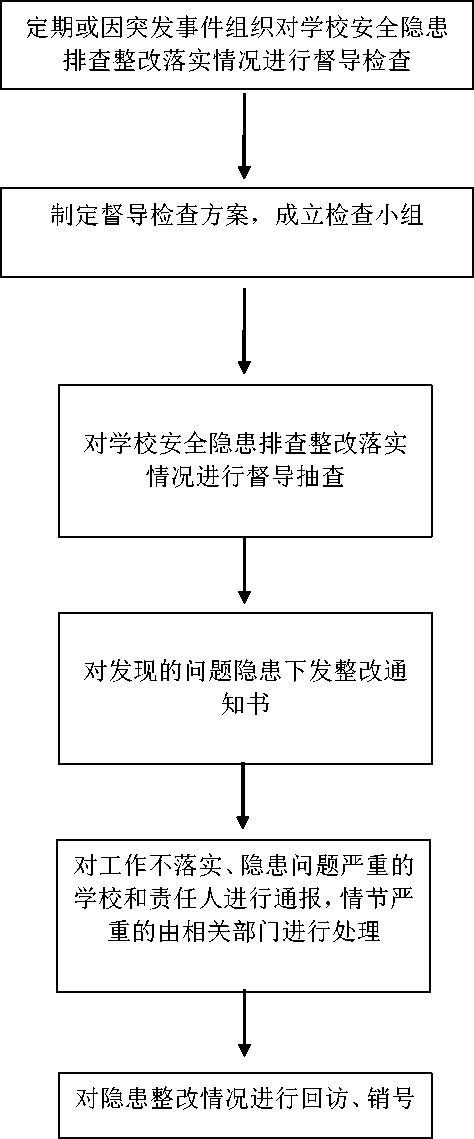 定期或因突发事件组织对学校安全隐患
排查整改落实情况进行督导检查
制定督导检查方案，成立检查小组
对学校安全隐患排查整改落实
情况进行督导抽查
对发现的问题隐患下发整改通
知书
对工作不落实、隐患问题严重的
学校和责任人进行通报，情节严
重的由相关部门进行处理
对隐患整改情况进行回访、销号